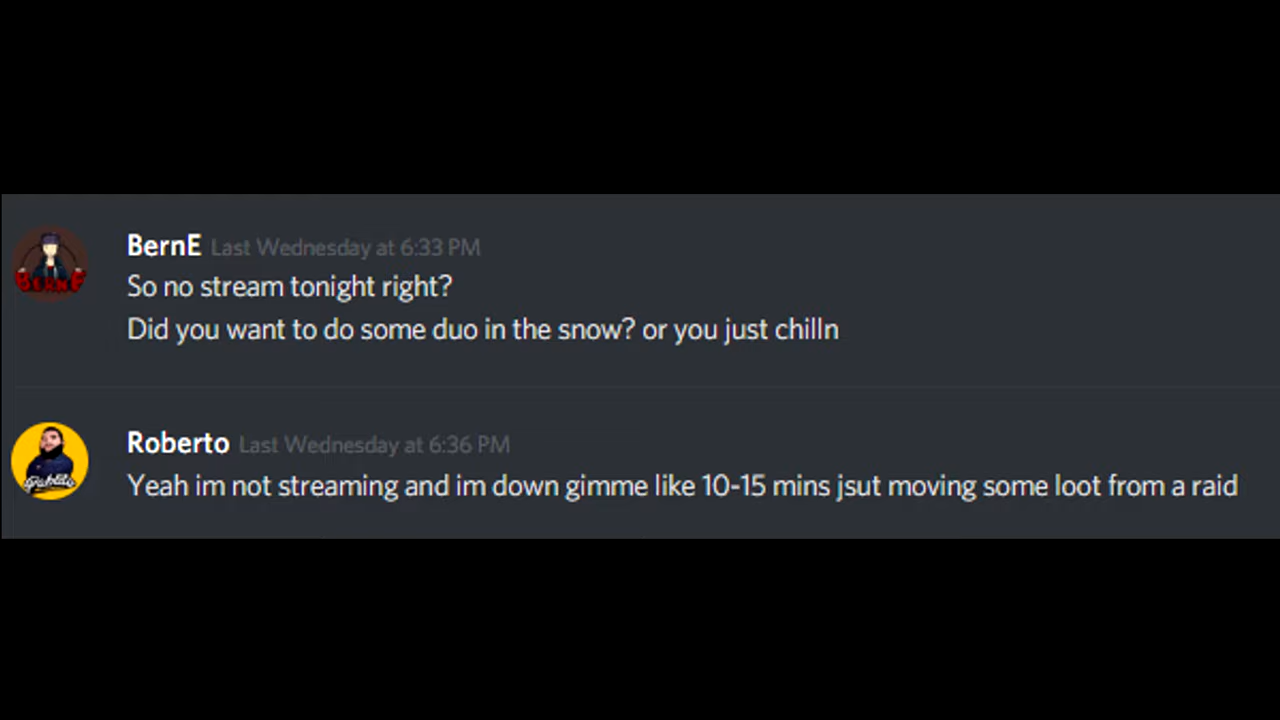 BernE Last Wednesday at 6:33 PM
So no stream tonight right?
Did you want to do some duo in the snow? or you just chilln
BERNE
Roberto Last Wednesday at 6:36 PM
Yeah im not streaming and im down gimme like 10-15 mins jsut moving some loot from a raid